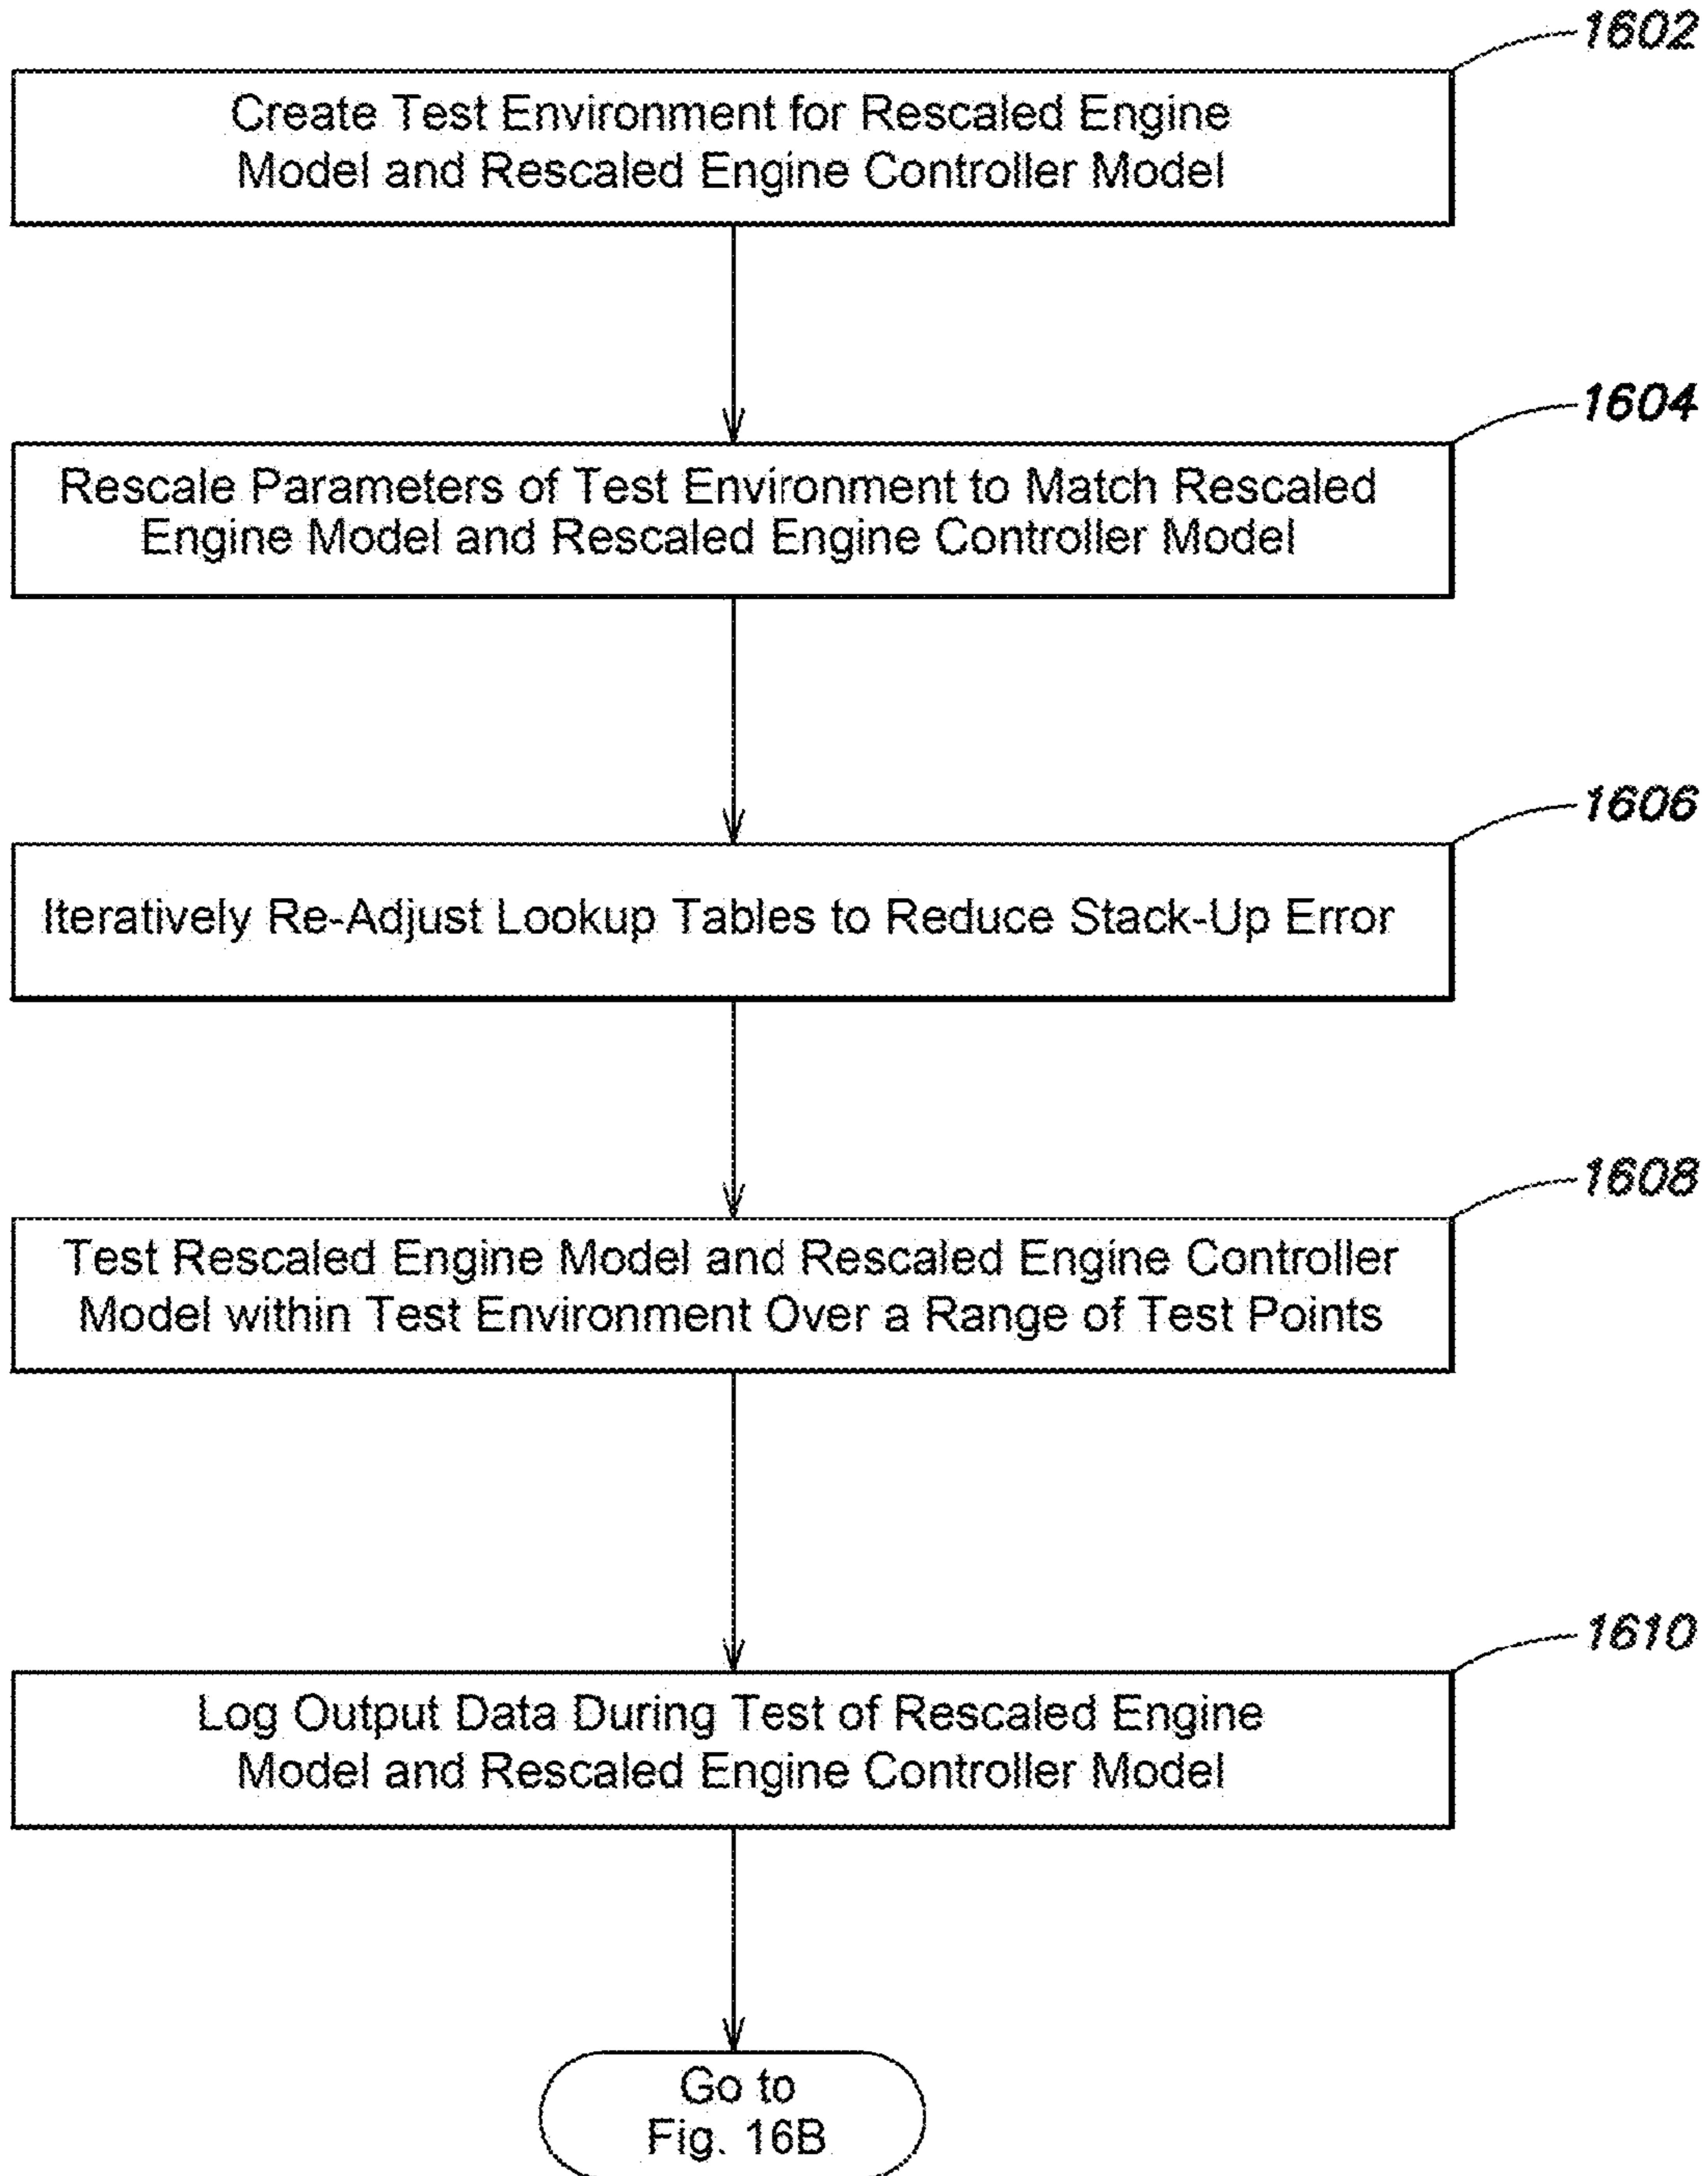 1602
Create Test Environment for Rescaled Engine
Model and Rescaled Engine Controller Model
1604
Rescale Parameters of Test Environment to Match Rescaled
Engine Model and Rescaled Engine Controller Model
1606
Iteratively Re-Adjust Lookup Tables to Reduce Stack-Up Error
1608
Test Rescaled Engine Model and Rescaled Engine Controller
Model within Test Environment Over a Range of Test Points
1610
Log Output Data During Test of Rescaled Engine
Model and Rescaled Engine Controller Model
Go to
Fig. 16B